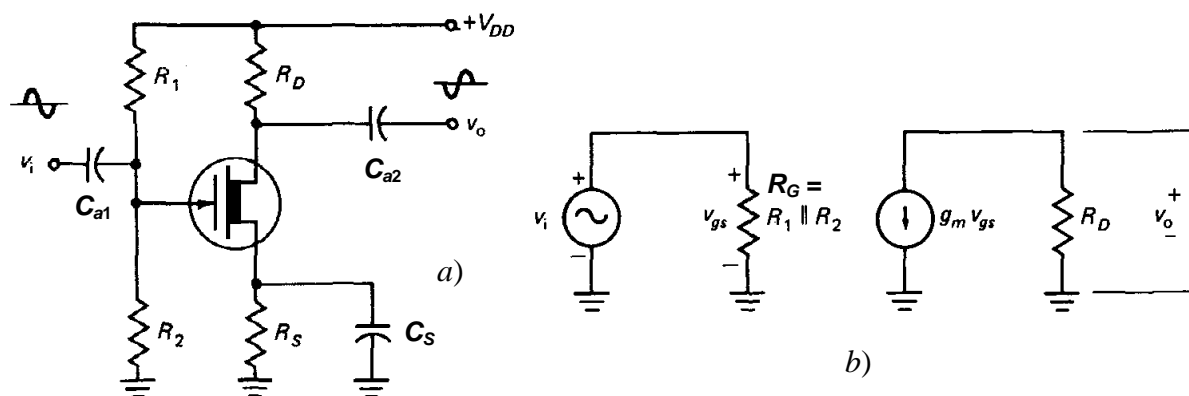 +V_DD
R_1
R_D
v_i
v_o
C_a1
C_a2
a)
R_2
R_S
C_S
+
v_i
−
+
v_gs
−
R_G =
R_1 || R_2
g_m v_gs
R_D
+
v_o
−
b)